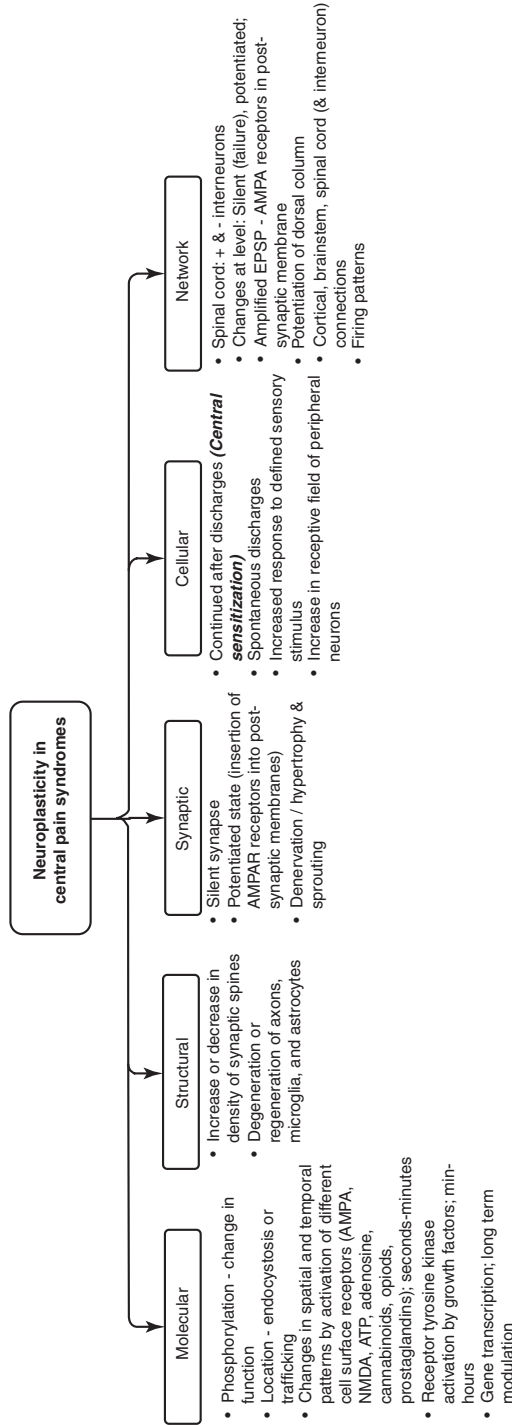 Neuroplasticity in
central pain syndromes
Molecular
• Phosphorylation - change in
function
• Location - endocystosis or
trafficking
• Changes in spatial and temporal
patterns by activation of different
cell surface receptors (AMPA,
NMDA, ATP, adenosine,
cannabinoids, opiods,
prostaglandins); seconds-minutes
• Receptor tyrosine kinase
activation by growth factors; min-
hours
• Gene transcription; long term
modulation
Structural
• Increase or decrease in
density of synaptic spines
• Degeneration or
regeneration of axons,
microglia, and astrocytes
Synaptic
• Silent synapse
• Potentiated state (insertion of
AMPAR receptors into post-
synaptic membranes)
• Denervation / hypertrophy &
sprouting
Cellular
• Continued after discharges (Central
sensitization)
• Spontaneous discharges
• Increased response to defined sensory
stimulus
• Increase in receptive field of peripheral
neurons
Network
• Spinal cord: + & - interneurons
• Changes at level: Silent (failure), potentiated;
• Amplified EPSP - AMPA receptors in post-
synaptic membrane
• Potentiation of dorsal column
• Cortical, brainstem, spinal cord (& interneuron)
connections
• Firing patterns